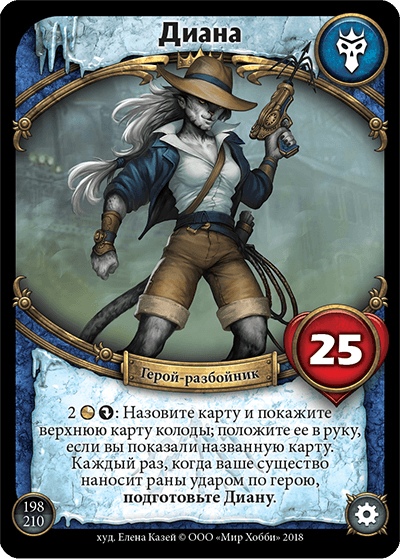 Диана
25
Герой-разбойник
2 : Назовите карту и покажите
верхнюю карту колоды; положите ее в руку,
если вы показали названную карту.
Каждый раз, когда ваше существо
наносит раны ударом по герою,
подготовьте Диану.
198
210
худ. Елена Казей © ООО «Мир Хобби» 2018